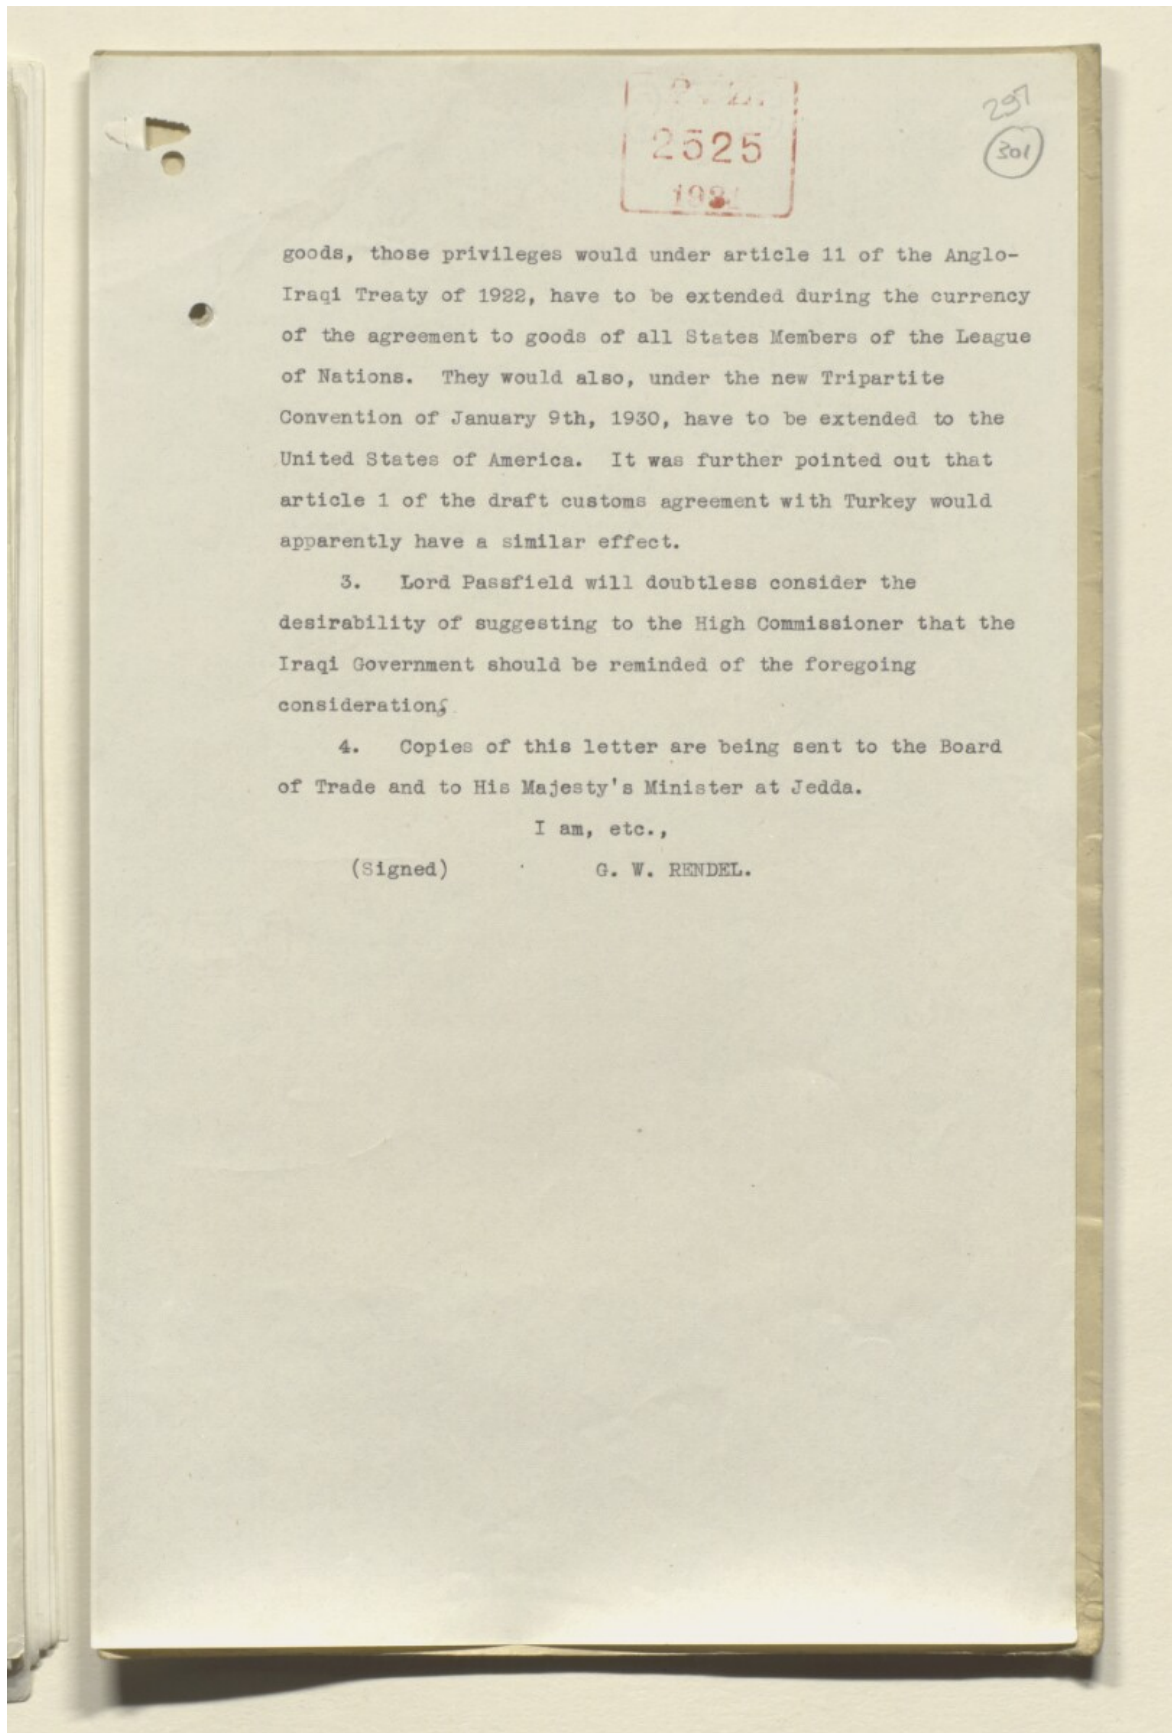 297
301
P.Z.
2525
1931
goods, those privileges would under article 11 of the Anglo-
Iraqi Treaty of 1922, have to be extended during the currency
of the agreement to goods of all States Members of the League
of Nations. They would also, under the new Tripartite
Convention of January 9th, 1930, have to be extended to the
United States of America. It was further pointed out that
article 1 of the draft customs agreement with Turkey would
apparently have a similar effect.
3. Lord Passfield will doubtless consider the
desirability of suggesting to the High Commissioner that the
Iraqi Government should be reminded of the foregoing
considerations
4. Copies of this letter are being sent to the Board
of Trade and to His Majesty's Minister at Jedda.
I am, etc.,
(Signed) G. W. RENDEL.